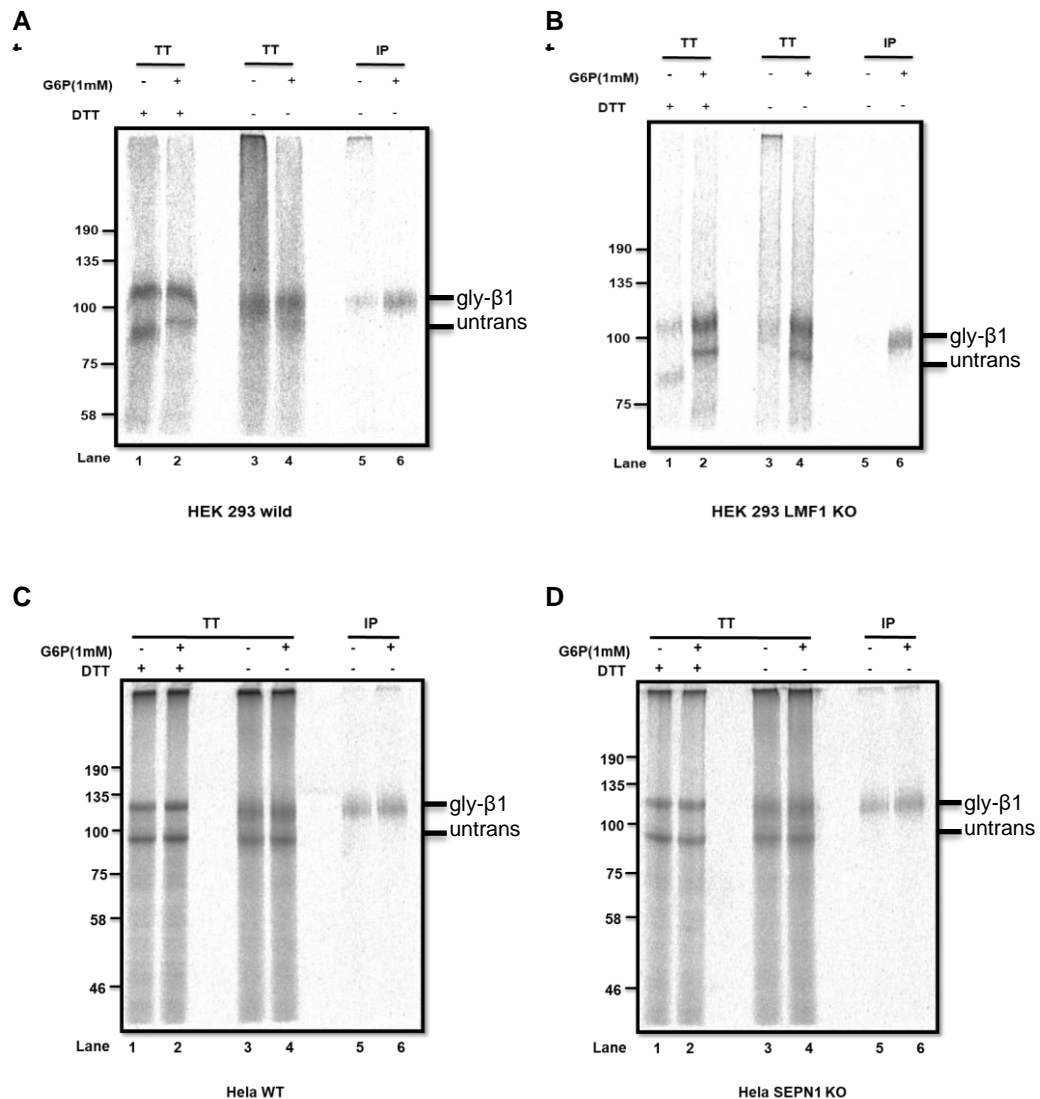 A
TT TT IP
G6P(1mM) - + - + - +
DTT + + - - - -
190
135
100
75
58
gly-β1
untrans
Lane 1 2 3 4 5 6
HEK 293 wild
B
TT TT IP
G6P(1mM) - + - + - +
DTT + + - - - -
190
135
100
75
gly-β1
untrans
Lane 1 2 3 4 5 6
HEK 293 LMF1 KO
C
TT IP
G6P(1mM) - + - + - +
DTT + + - - - -
190
135
100
75
58
46
gly-β1
untrans
Lane 1 2 3 4 5 6
Hela WT
D
TT IP
G6P(1mM) - + - + - +
DTT + + - - - -
190
135
100
75
58
46
gly-β1
untrans
Lane 1 2 3 4 5 6
Hela SEPN1 KO